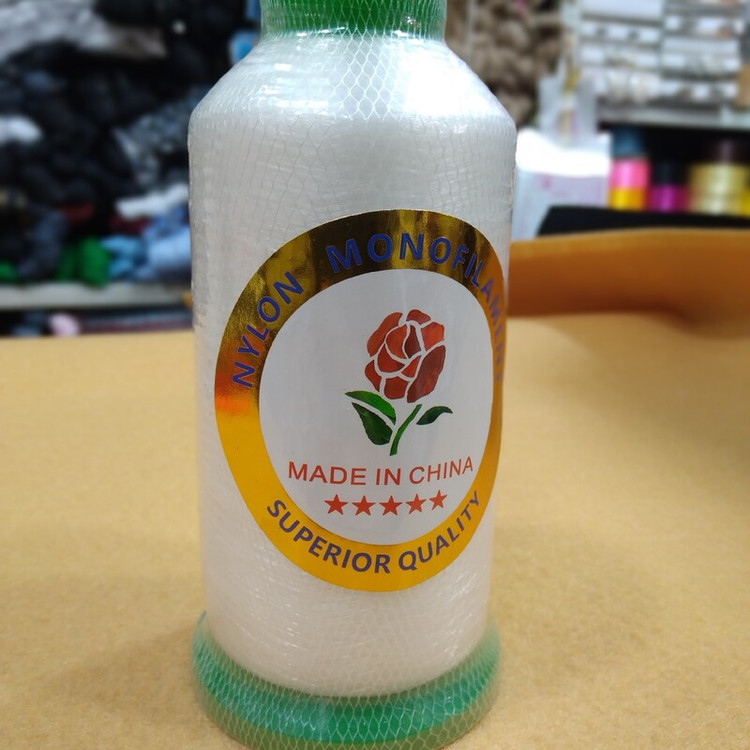 NYLON MONOFILAMENT
MADE IN CHINA
SUPERIOR QUALITY